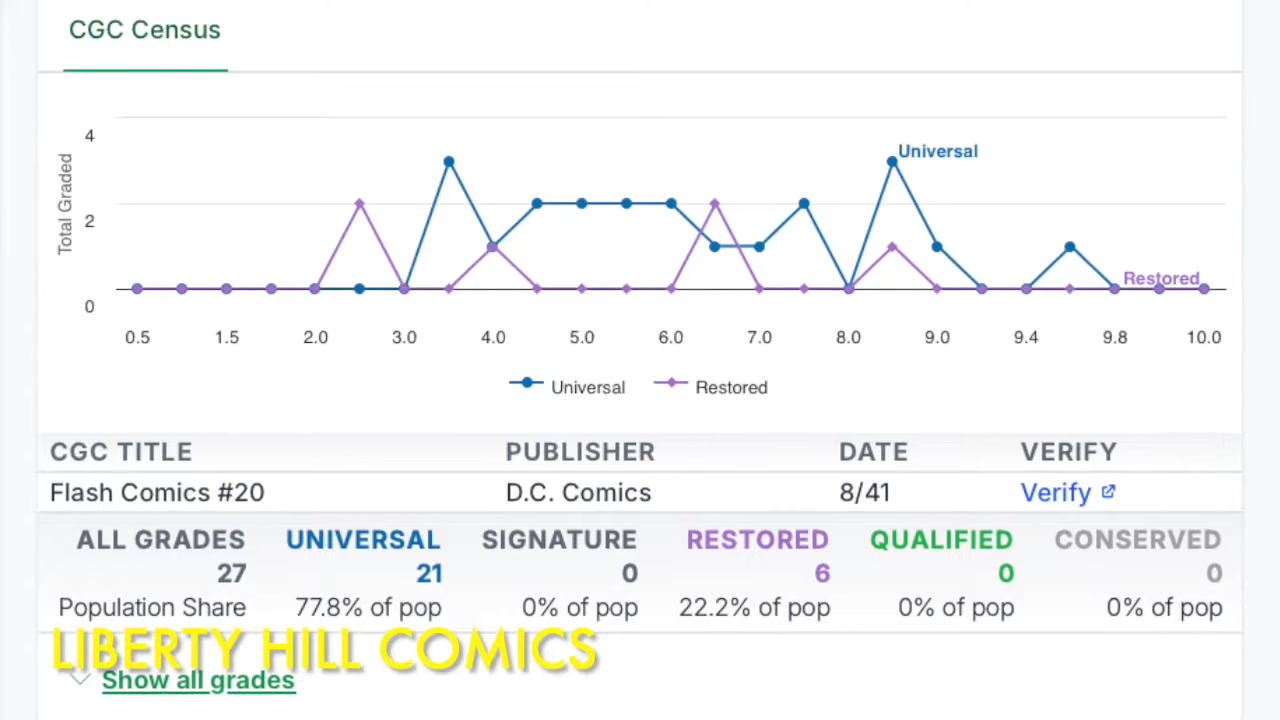 CGC Census
4
Universal
Total Graded
2
Restored
0
0.5 1.5 2.0 3.0 4.0 5.0 6.0 7.0 8.0 9.0 9.4 9.8 10.0
Universal Restored
CGC TITLE PUBLISHER DATE VERIFY
Flash Comics #20 D.C. Comics 8/41 Verify
ALL GRADES UNIVERSAL SIGNATURE RESTORED QUALIFIED CONSERVED
27 21 0 6 0 0
Population Share 77.8% of pop 0% of pop 22.2% of pop 0% of pop 0% of pop
LIBERTY HILL COMICS
Show all grades